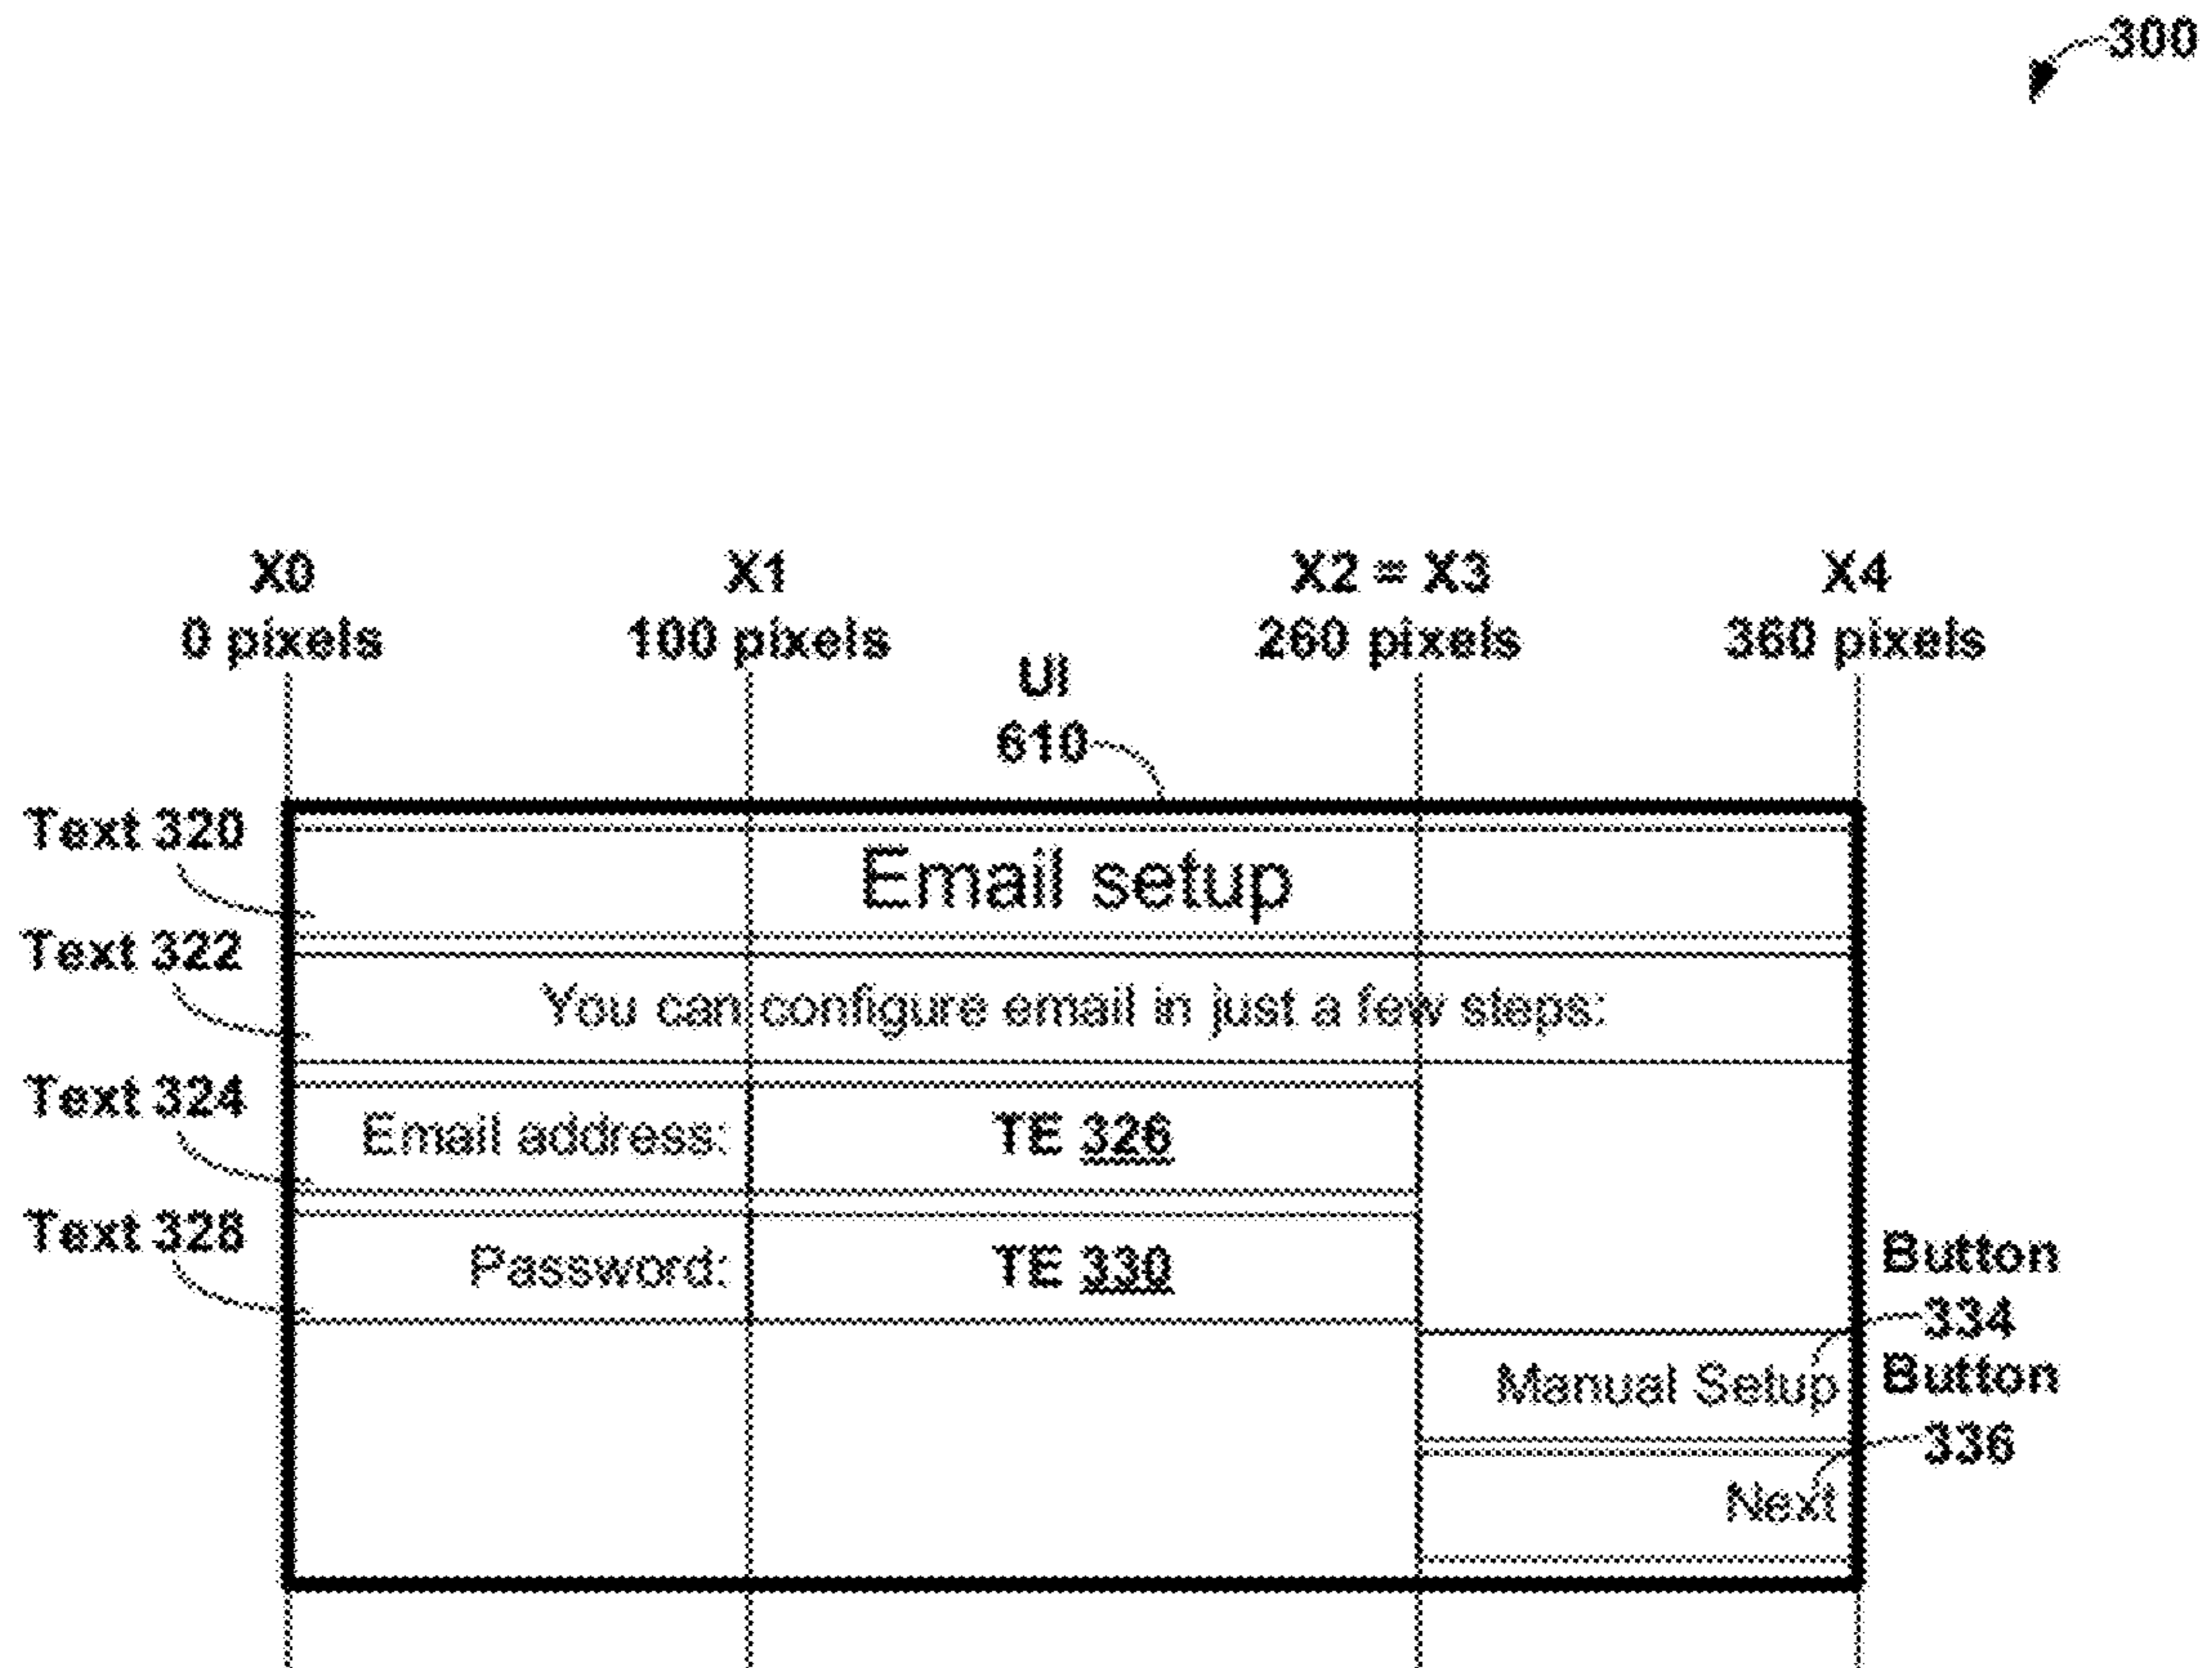 300
X0 X1 X2 = X3 X4
0 pixels 100 pixels 260 pixels 360 pixels
UI
610
Text 320
Email setup
Text 322
You can configure email in just a few steps:
Text 324
Email address: TE 326
Text 328
Password: TE 330
Button
334
Manual Setup
Button
336
Next